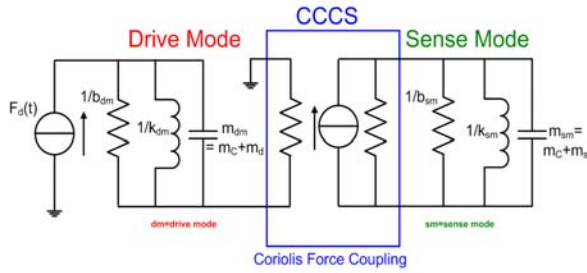 CCCS
Drive Mode
Sense Mode
F_d(t)
1/b_dm
1/k_dm
m_dm
= m_C+m_d
1/b_sm
1/k_sm
m_sm=
m_C+m_s
dm=drive mode
sm=sense mode
Coriolis Force Coupling